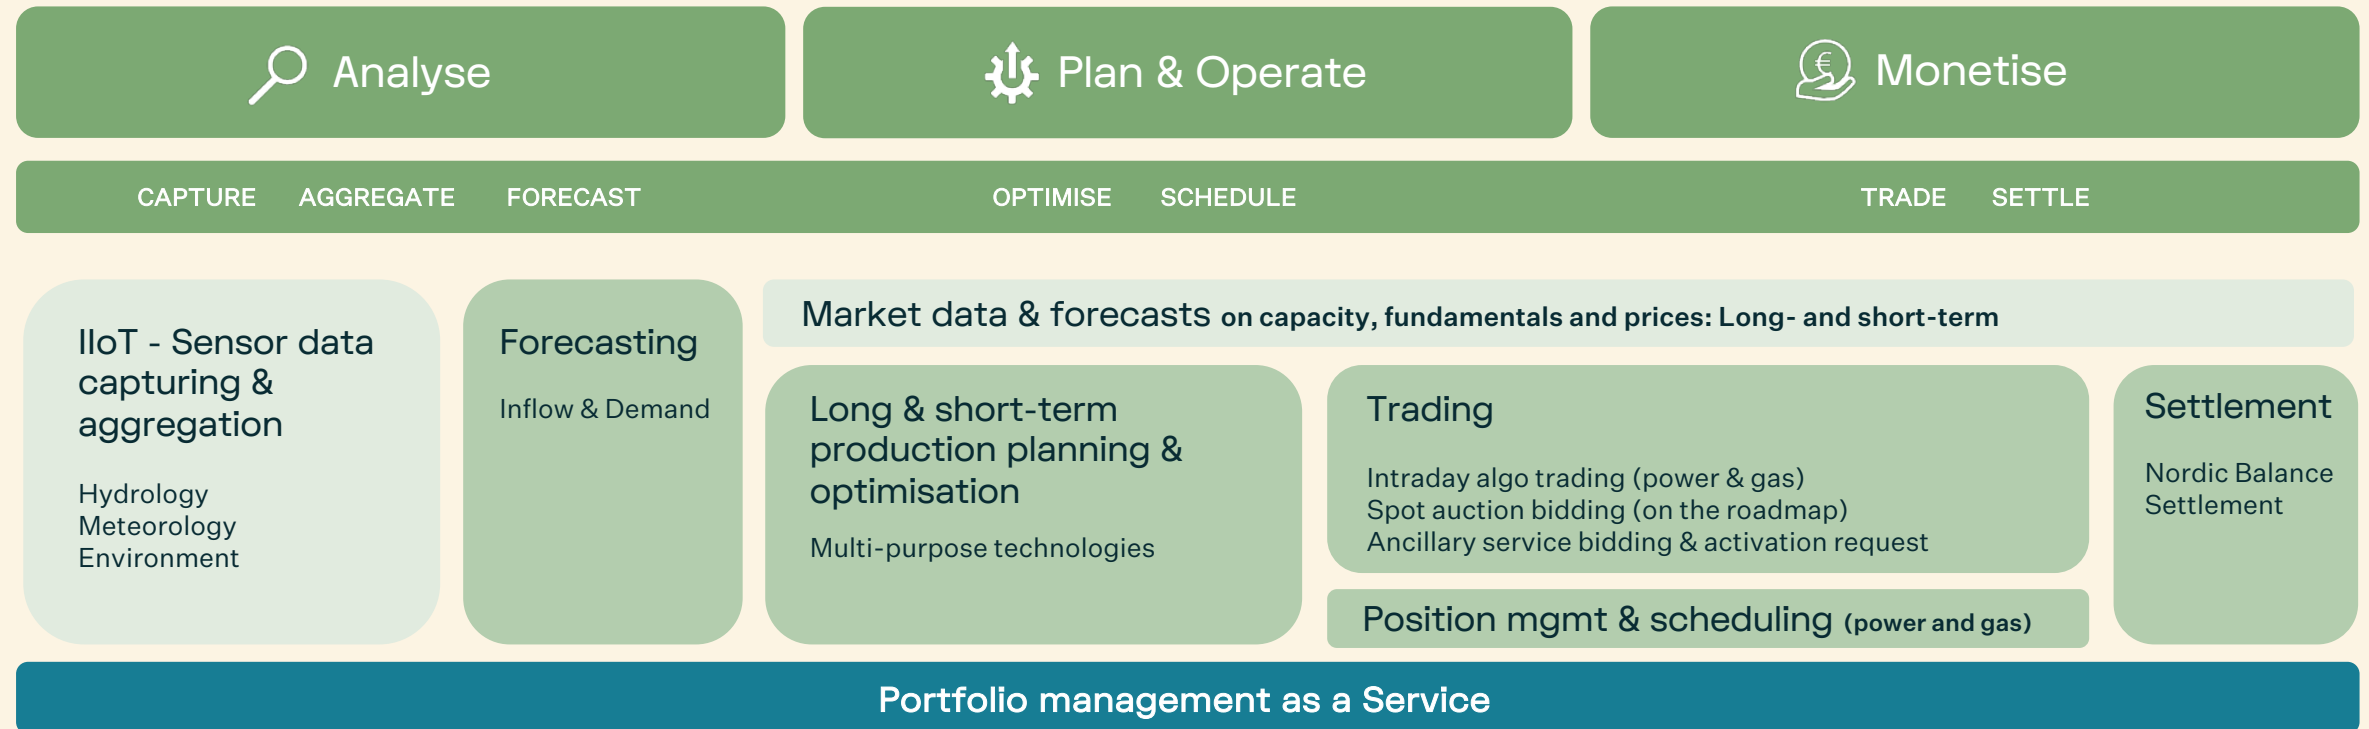 Analyse
Plan & Operate
€
Monetise
CAPTURE AGGREGATE FORECAST
OPTIMISE SCHEDULE
TRADE SETTLE
IIoT - Sensor data
capturing &
aggregation
Hydrology
Meteorology
Environment
Forecasting
Inflow & Demand
Market data & forecasts on capacity, fundamentals and prices: Long- and short-term
Long & short-term
production planning &
optimisation
Multi-purpose technologies
Trading
Intraday algo trading (power & gas)
Spot auction bidding (on the roadmap)
Ancillary service bidding & activation request
Position mgmt & scheduling (power and gas)
Settlement
Nordic Balance
Settlement
Portfolio management as a Service